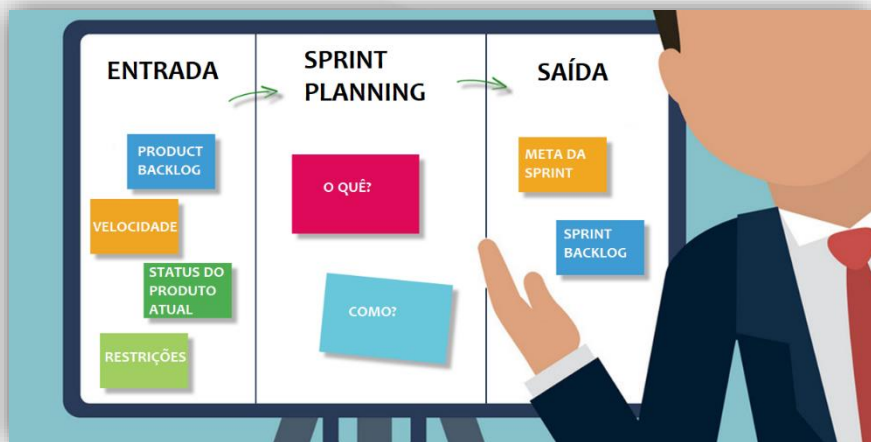 ENTRADA
PRODUCT
BACKLOG
VELOCIDADE
STATUS DO
PRODUTO
ATUAL
RESTRIÇÕES
SPRINT
PLANNING
O QUÊ?
COMO?
SAÍDA
META DA
SPRINT
SPRINT
BACKLOG